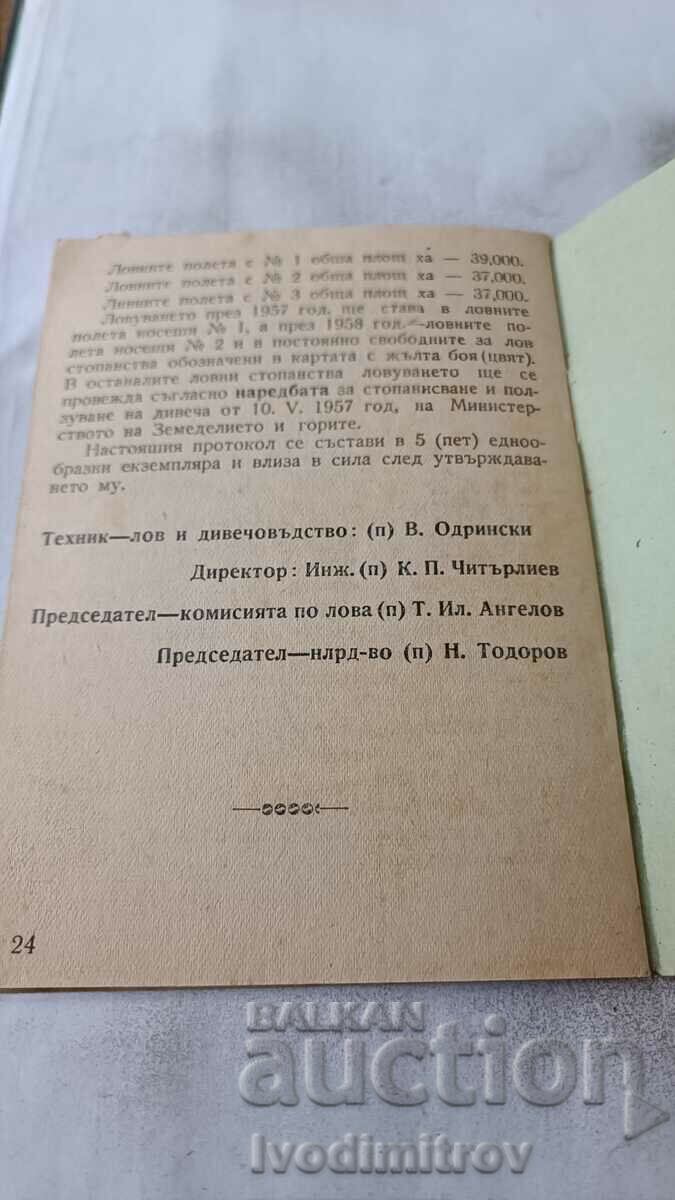 Ловните полета с № 1 обща площ ха — 39,000.
Ловните полета с № 2 обща площ ха — 37,000.
Ловните полета с № 3 обща площ ха — 37,000.
Ловуването през 1957 год. ще става в ловните
полета носещи № 1, а през 1958 год.—ловните по-
лета носещи № 2 и в постоянно свободните за лов
стопанства обозначени в картата с жълта боя (цвят).
В останалите ловни стопанства ловуването ще се
провежда съгласно наредбата за стопанисване и пол-
зуване на дивеча от 10. V. 1957 год, на Министер-
ството на Земеделието и горите.
Настоящия протокол се състави в 5 (пет) едноо-
бразни екземпляра и влиза в сила след утвърждава-
нето му.
Техник—лов и дивечовъдство: (п) В. Одрински
Директор: Инж. (п) К. П. Читърлиев
Председател—комисията по лова (п) Т. Ил. Ангелов
Председател—нлрд-во (п) Н. Тодоров
24
BALKAN
auction
Ivodimitrov